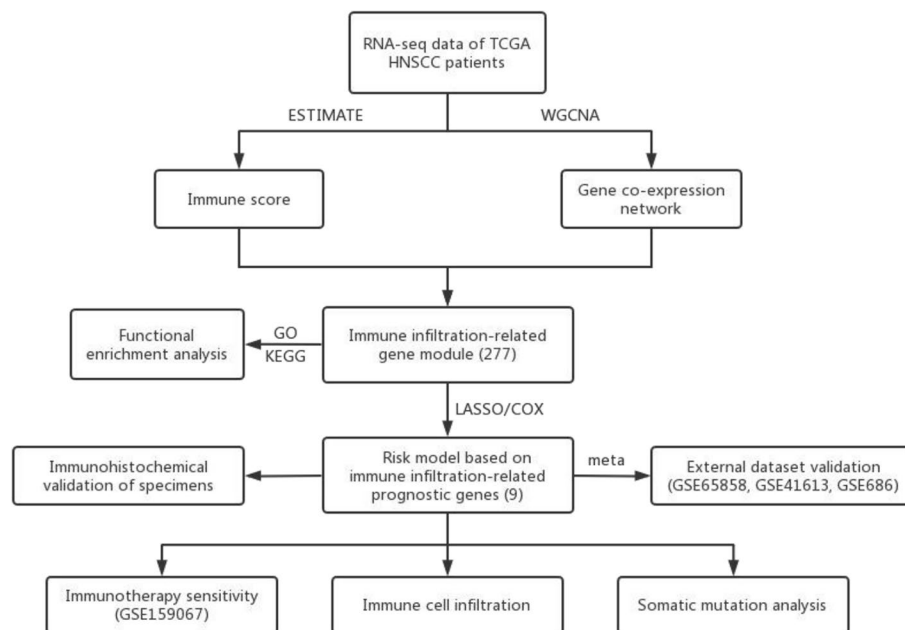 RNA-seq data of TCGA
HNSCC patients
ESTIMATE
WGCNA
Immune score
Gene co-expression
network
Functional
enrichment analysis
GO
KEGG
Immune infiltration-related
gene module (277)
LASSO/COX
Immunohistochemical
validation of specimens
Risk model based on
immune infiltration-related
prognostic genes (9)
meta
External dataset validation
(GSE65858, GSE41613, GSE686)
Immunotherapy sensitivity
(GSE159067)
Immune cell infiltration
Somatic mutation analysis